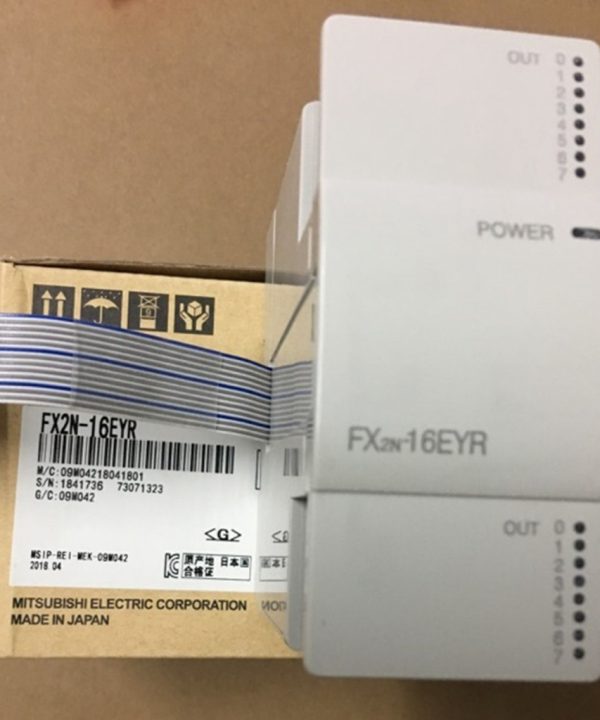 OUT 0
1
2
3
4
5
6
7
POWER
FX2N-16EYR
OUT 0
1
2
3
4
5
6
7
FX2N-16EYR
M/C:09M04218041801
S/N:1841736 73071323
G/C:09M042
<G>
MSIP-REI-MEK-09M042
2018.04
原产地 日本国
合格证
MITSUBISHI ELECTRIC CORPORATION
MADE IN JAPAN